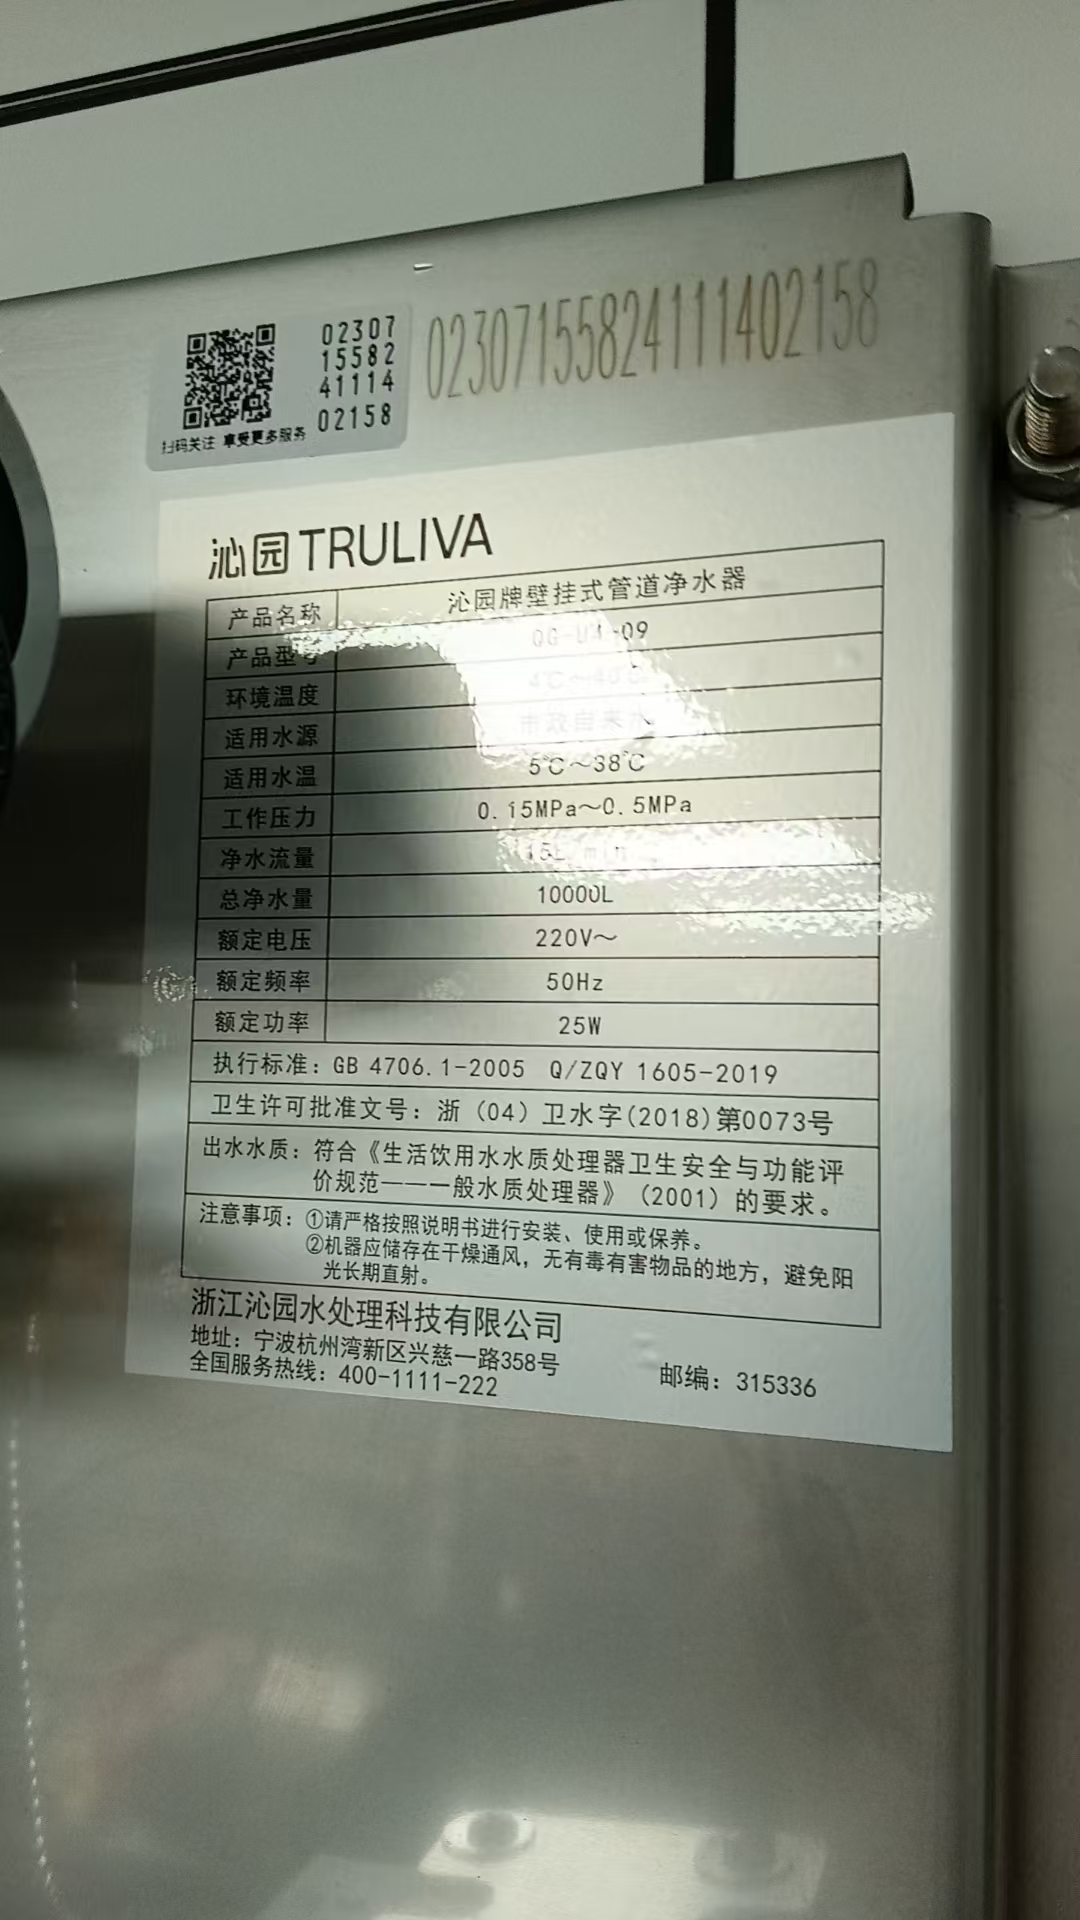 02307
15582
41114
02158
扫码关注 享受更多服务
02307155824111402158
沁园 TRULIVA
产品名称 沁园牌壁挂式管道净水器
产品型号
环境温度
适用水源 市政自来水
适用水温 5℃～38℃
工作压力 0.15MPa～0.5MPa
净水流量
总净水量 10000L
额定电压 220V～
额定频率 50Hz
额定功率 25W
执行标准：GB 4706.1-2005 Q/ZQY 1605-2019
卫生许可批准文号：浙（04）卫水字(2018)第0073号
出水水质：符合《生活饮用水水质处理器卫生安全与功能评
价规范——一般水质处理器》（2001）的要求。
注意事项：①请严格按照说明书进行安装、使用或保养。
②机器应储存在干燥通风，无有毒有害物品的地方，避免阳
光长期直射。
浙江沁园水处理科技有限公司
地址：宁波杭州湾新区兴慈一路358号
全国服务热线：400-1111-222 邮编：315336